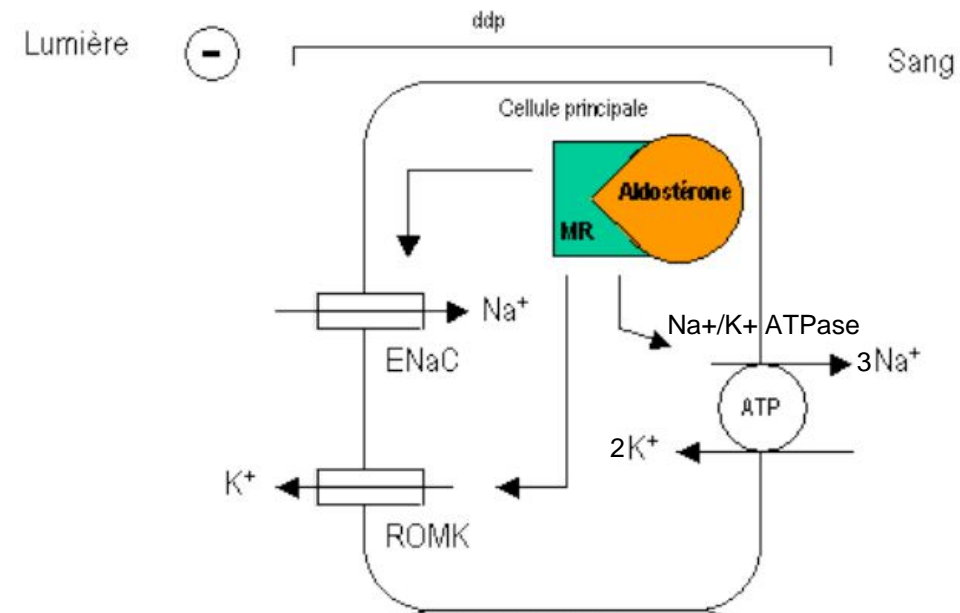 ddp
Lumière
-
Sang
Cellule principale
Aldostérone
MR
Na⁺
ENaC
Na+/K+ ATPase
3Na⁺
ATP
2K⁺
K⁺
ROMK